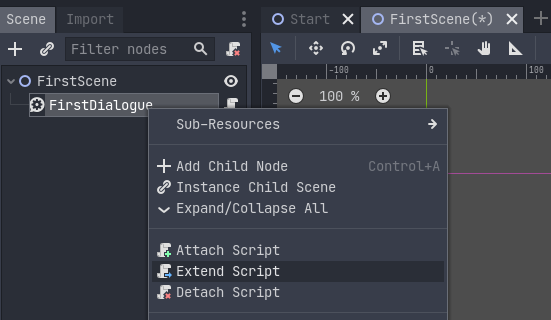 Scene Import
Start FirstScene(*)
Filter nodes
-100 0 100
100 %
FirstScene
FirstDialogue
Sub-Resources
Add Child Node Control+A
Instance Child Scene
Expand/Collapse All
Attach Script
Extend Script
Detach Script